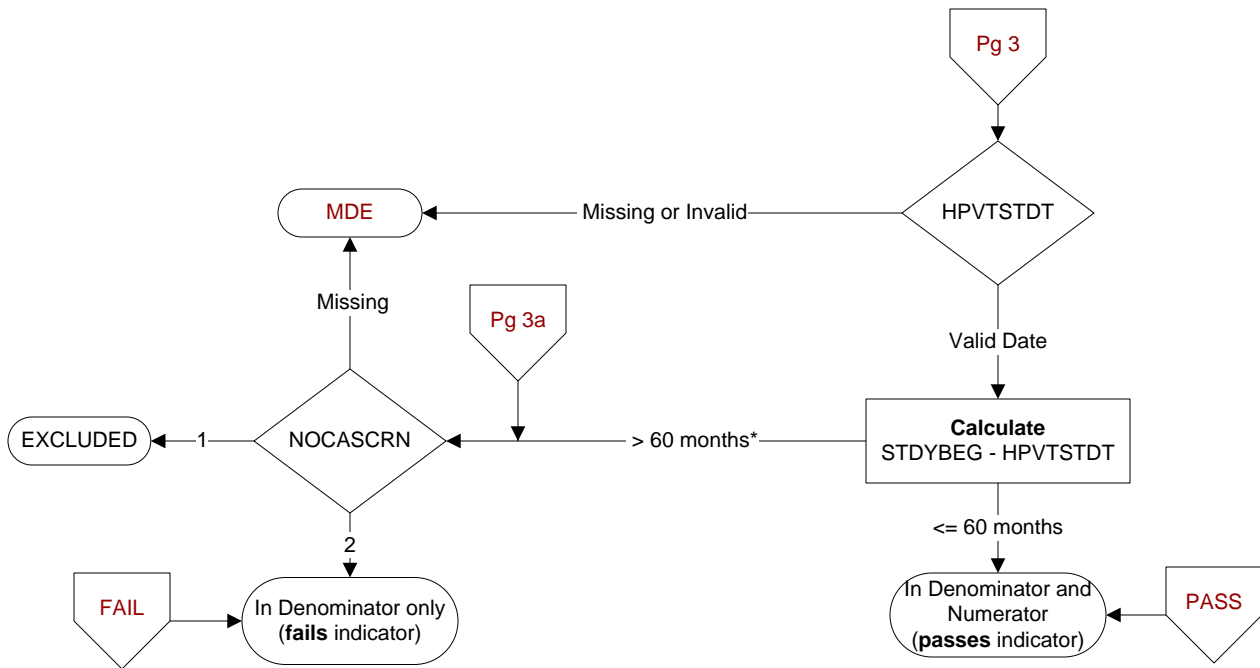 Pg 3
HPVTSTDT
Missing or Invalid
MDE
Missing
Pg 3a
Valid Date
Calculate
STDYBEG - HPVTSTDT
> 60 months*
NOCASCRN
1
EXCLUDED
2
<= 60 months
FAIL
In Denominator only
(fails indicator)
In Denominator and
Numerator
(passes indicator)
PASS